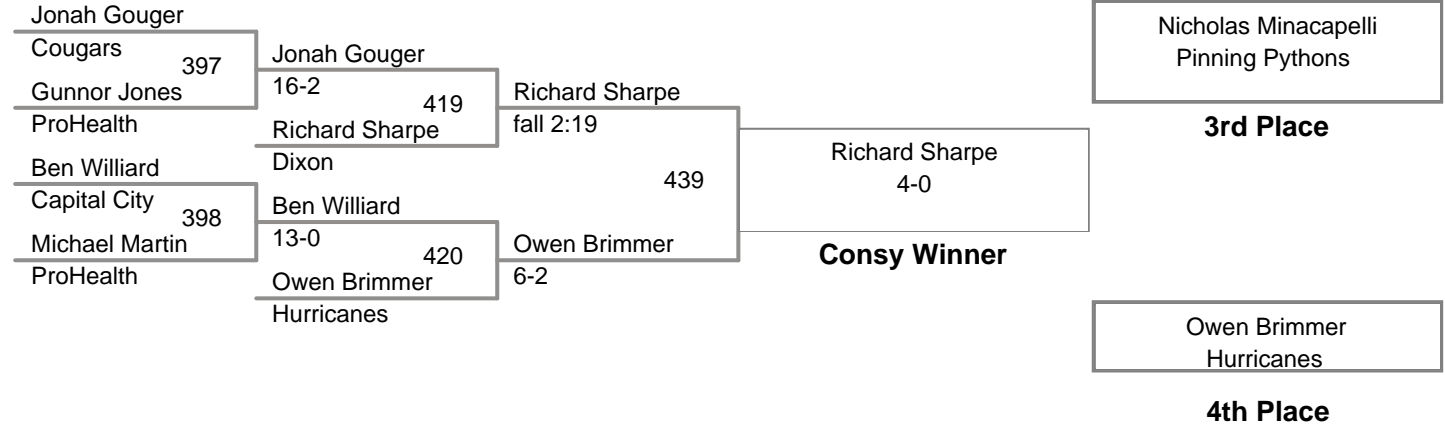 Jonah Gouger
Cougars
397
Gunnor Jones
ProHealth
Ben Williard
Capital City
398
Michael Martin
ProHealth
Jonah Gouger
16-2
419
Richard Sharpe
Dixon
Ben Williard
13-0
420
Owen Brimmer
Hurricanes
Richard Sharpe
fall 2:19
439
Owen Brimmer
6-2
Richard Sharpe
4-0
Consy Winner
Nicholas Minacapelli
Pinning Pythons
3rd Place
Owen Brimmer
Hurricanes
4th Place